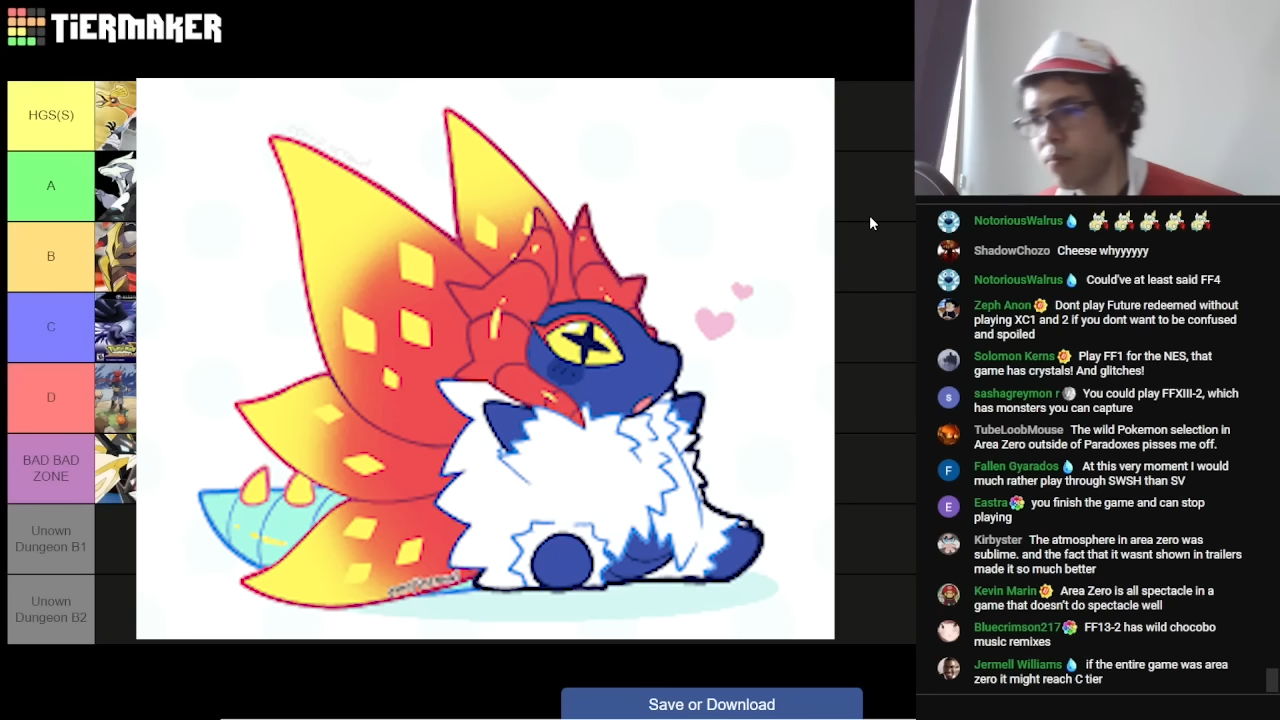 TiERMAKER
HGS(S)
A
B
C
D
BAD BAD
ZONE
Unown
Dungeon B1
Unown
Dungeon B2
Save or Download
NotoriousWalrus
ShadowChozo Cheese whyyyyy
NotoriousWalrus Could've at least said FF4
Zeph Anon Dont play Future redeemed without
playing XC1 and 2 if you dont want to be confused
and spoiled
Solomon Kerns Play FF1 for the NES, that
game has crystals! And glitches!
sashagreymon r You could play FFXIII-2, which
has monsters you can capture
TubeLoobMouse The wild Pokemon selection in
Area Zero outside of Paradoxes pisses me off.
Fallen Gyarados At this very moment I would
much rather play through SWSH than SV
Eastra you finish the game and can stop
playing
Kirbyster The atmosphere in area zero was
sublime. and the fact that it wasnt shown in trailers
made it so much better
Kevin Marin Area Zero is all spectacle in a
game that doesn't do spectacle well
Bluecrimson217 FF13-2 has wild chocobo
music remixes
Jermell Williams if the entire game was area
zero it might reach C tier